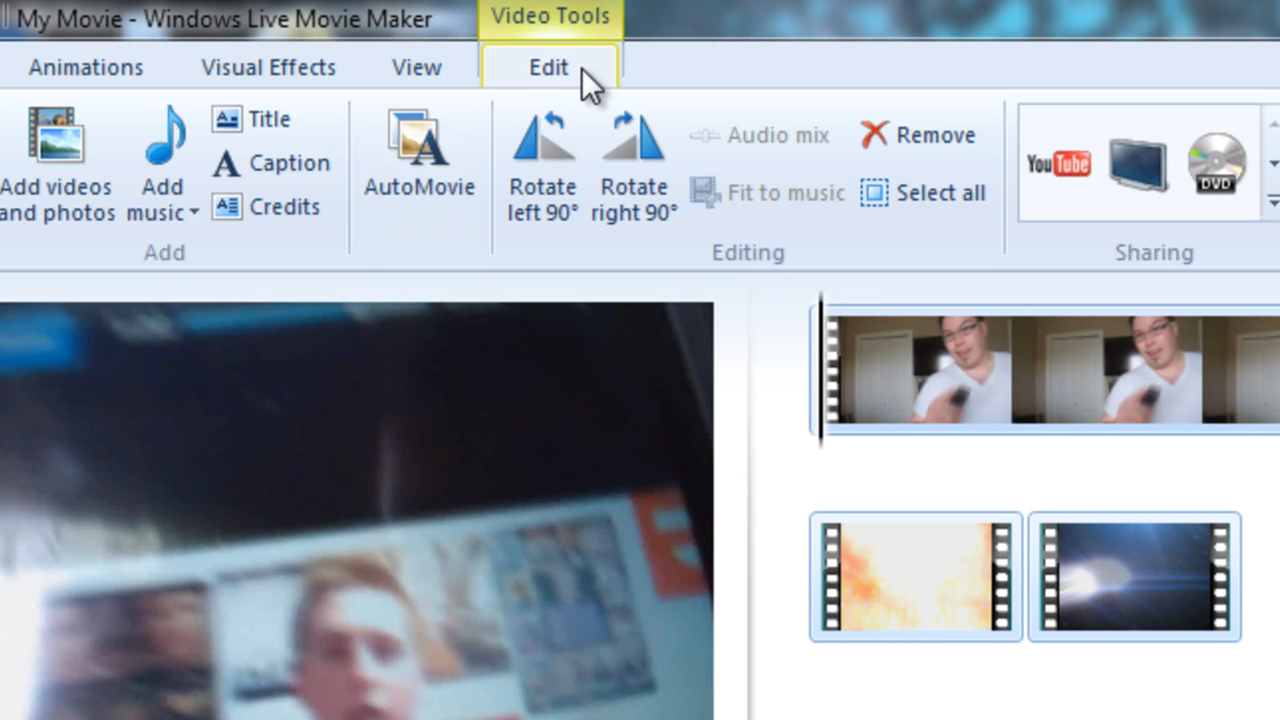 My Movie - Windows Live Movie Maker
Video Tools
Animations
Visual Effects
View
Edit
Add videos
and photos
Add
music
Title
Caption
Credits
AutoMovie
Rotate
left 90°
Rotate
right 90°
Audio mix
Fit to music
Remove
Select all
YouTube
DVD
Add
Editing
Sharing